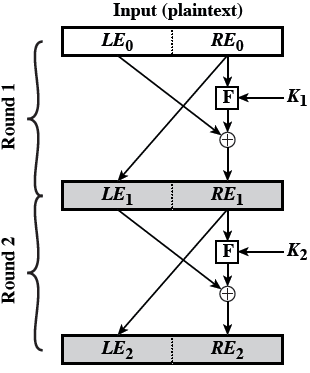 Input (plaintext)
LE₀ RE₀
Round 1
F K₁
LE₁ RE₁
Round 2
F K₂
LE₂ RE₂